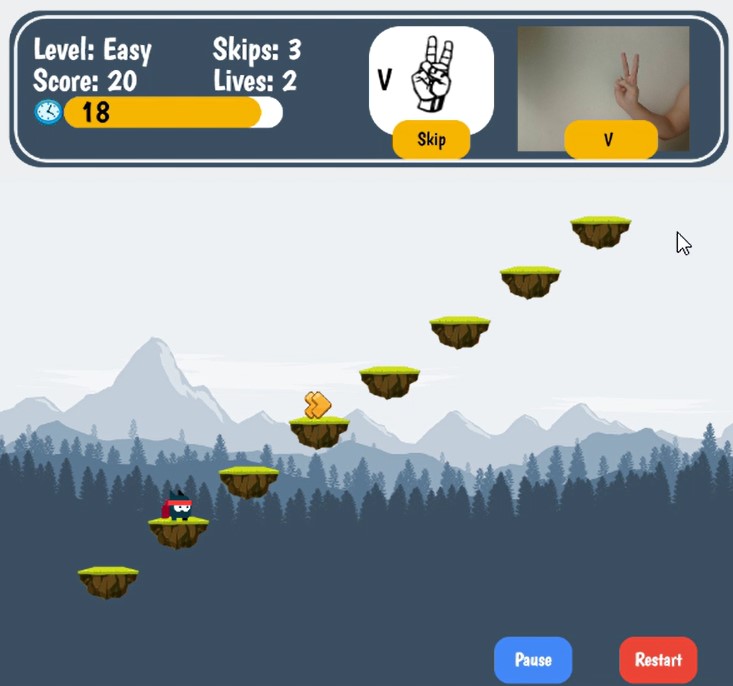 Level: Easy
Skips: 3
Score: 20
Lives: 2
18
V
Skip
V
Pause
Restart